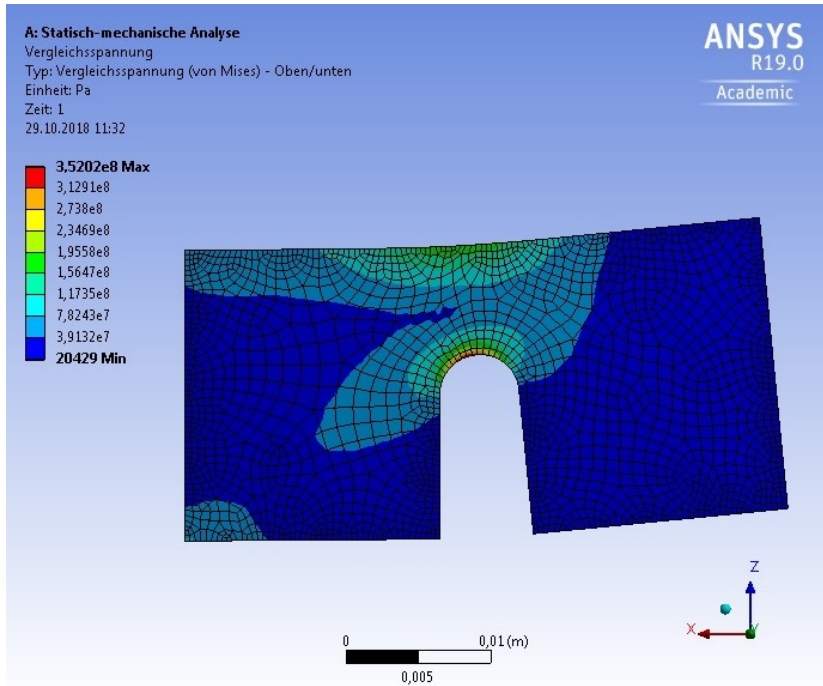 A: Statisch-mechanische Analyse
Vergleichsspannung
Typ: Vergleichsspannung (von Mises) - Oben/unten
Einheit: Pa
Zeit: 1
29.10.2018 11:32
ANSYS
R19.0
Academic
3,5202e8 Max
3,1291e8
2,738e8
2,3469e8
1,9558e8
1,5647e8
1,1735e8
7,8243e7
3,9132e7
20429 Min
Z
X
Y
0
0,01 (m)
0,005